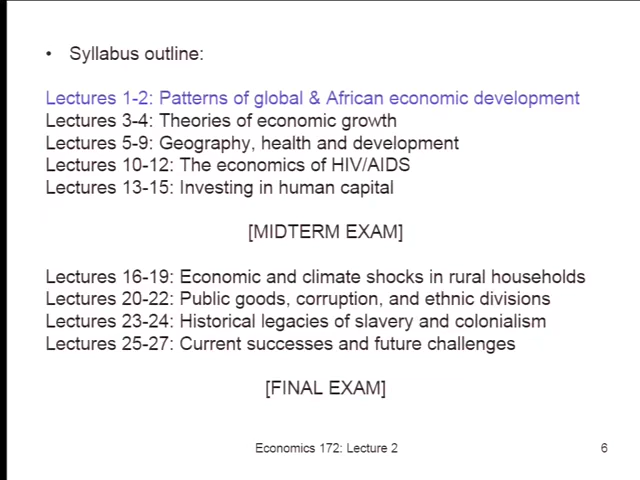 • Syllabus outline:
Lectures 1-2: Patterns of global & African economic development
Lectures 3-4: Theories of economic growth
Lectures 5-9: Geography, health and development
Lectures 10-12: The economics of HIV/AIDS
Lectures 13-15: Investing in human capital
[MIDTERM EXAM]
Lectures 16-19: Economic and climate shocks in rural households
Lectures 20-22: Public goods, corruption, and ethnic divisions
Lectures 23-24: Historical legacies of slavery and colonialism
Lectures 25-27: Current successes and future challenges
[FINAL EXAM]
Economics 172: Lecture 2
6